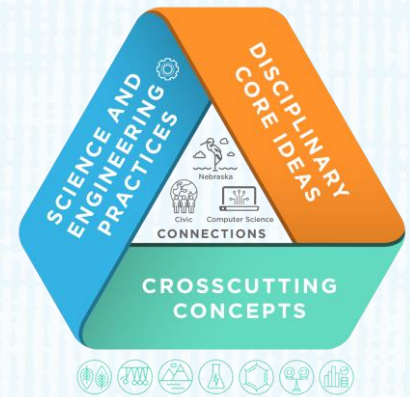 SCIENCE AND
ENGINEERING
PRACTICES
DISCIPLINARY
CORE IDEAS
Nebraska
Civic
Computer Science
CONNECTIONS
CROSSCUTTING
CONCEPTS